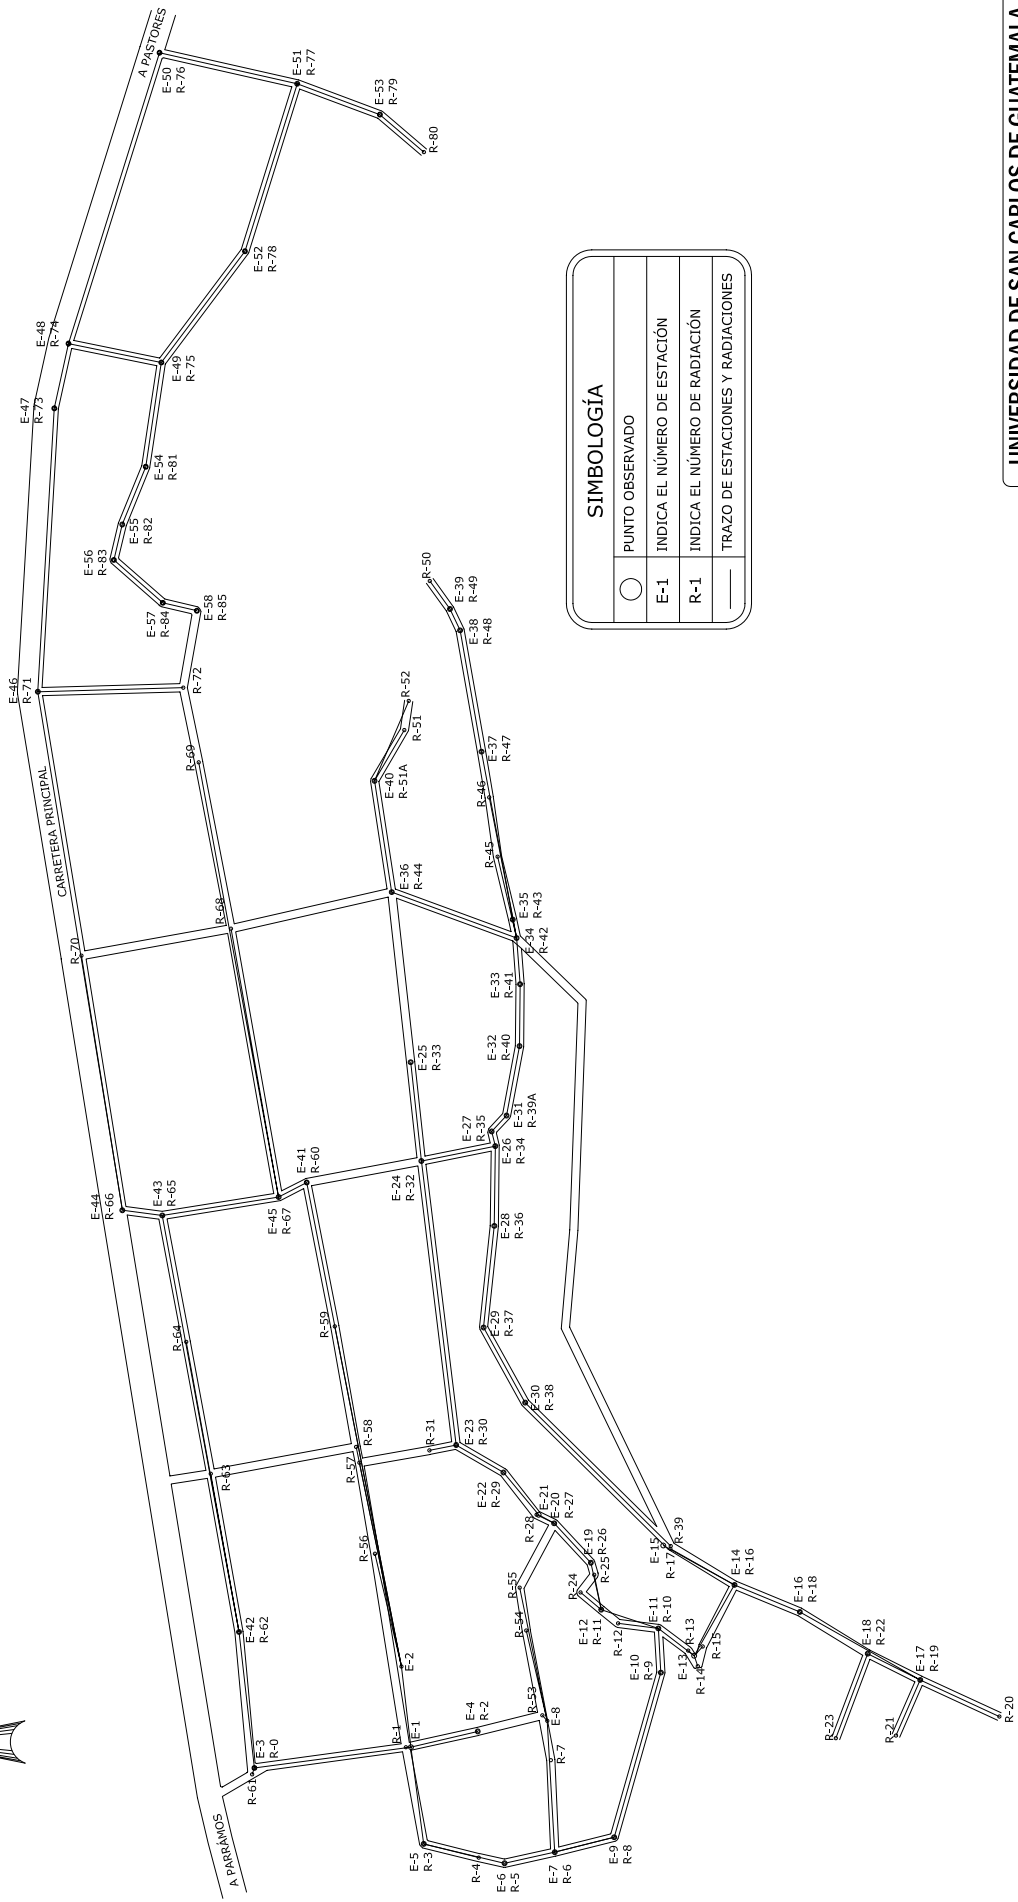 A PASTORES
E-50
R-76
E-51
R-77
E-53
R-79
R-80
E-52
R-78
E-48
R-74
E-49
R-75
E-47
R-73
E-54
R-81
E-55
R-82
E-56
R-83
E-57
R-84
E-58
R-85
E-46
R-71
R-72
R-69
CARRETERA PRINCIPAL
R-68
R-70
R-50
E-39
R-49
E-38
R-48
R-52
R-51
E-40
R-51A
E-37
R-47
R-46
R-45
E-36
R-44
E-35
R-43
E-34
R-42
E-33
R-41
E-32
R-40
E-25
R-33
E-31
R-39A
E-27
R-35
E-26
R-34
E-24
R-32
E-41
R-60
E-45
R-67
E-43
R-65
E-44
R-66
E-28
R-36
E-29
R-37
E-30
R-38
R-64
R-59
R-63
R-58
R-57
R-56
R-31
E-23
R-30
E-22
R-29
E-21
R-28
E-20
R-27
E-19
R-26
R-25
R-24
R-55
R-54
R-53
E-12
R-11
R-12
E-11
R-10
E-10
R-9
E-13
R-13
R-14
R-15
E-15
R-17
R-39
E-14
R-16
E-16
R-18
E-18
R-22
E-17
R-19
R-20
R-21
R-23
E-42
R-62
E-2
E-3
R-0
R-61
R-1
E-1
E-4
R-2
E-8
R-7
E-5
R-3
R-4
E-6
R-5
E-7
R-6
E-9
R-8
A PARRÁMOS
SIMBOLOGÍA
PUNTO OBSERVADO
E-1 INDICA EL NÚMERO DE ESTACIÓN
R-1 INDICA EL NÚMERO DE RADIACIÓN
TRAZO DE ESTACIONES Y RADIACIONES
UNIVERSIDAD DE SAN CARLOS DE GUATEMALA